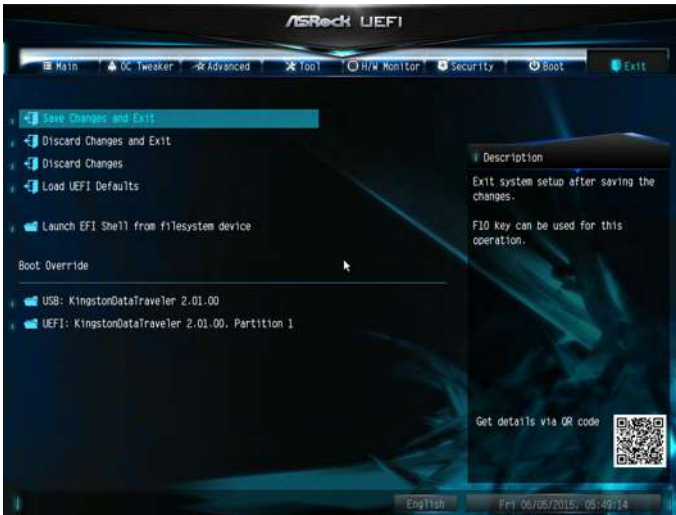 ASRock UEFI
Main OC Tweaker Advanced Tool H/W Monitor Security Boot Exit
Save Changes and Exit
Discard Changes and Exit
Discard Changes
Load UEFI Defaults
Launch EFI Shell from filesystem device
Boot Override
USB: KingstonDataTraveler 2.01.00
UEFI: KingstonDataTraveler 2.01.00, Partition 1
Description
Exit system setup after saving the
changes.
F10 key can be used for this
operation.
Get details via QR code
English Fri 06/05/2015, 05:49:14